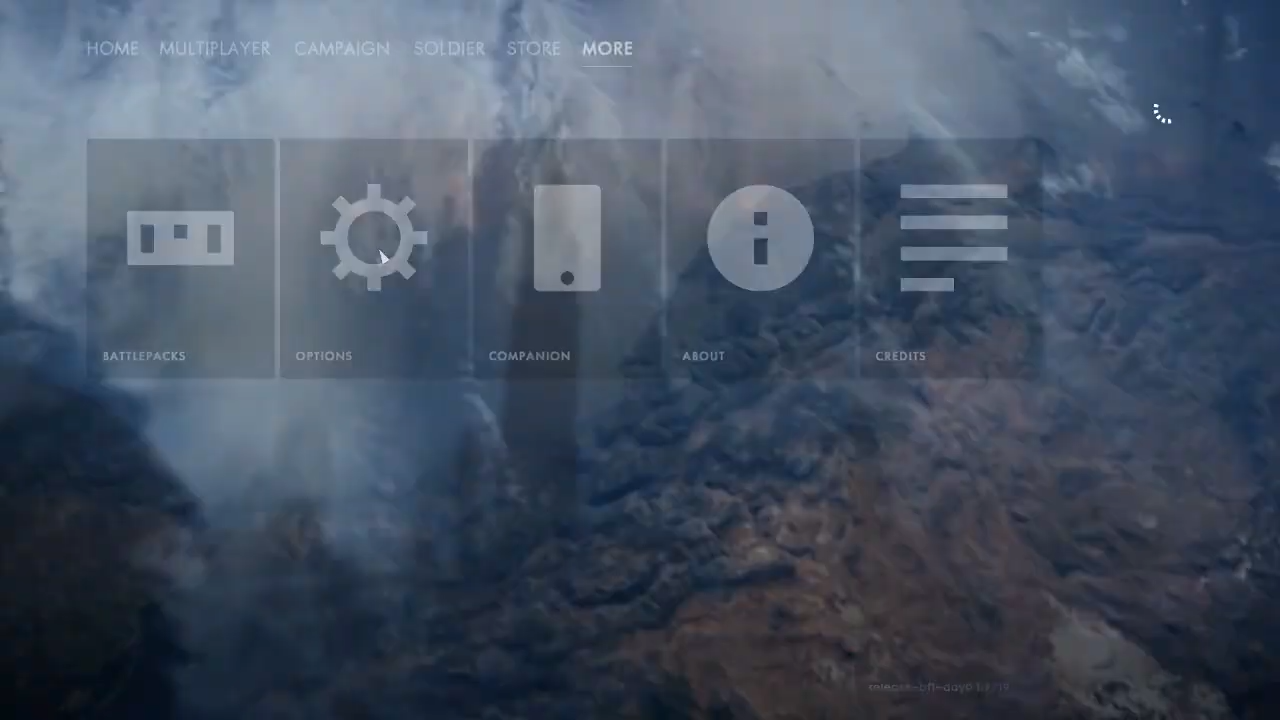 HOME MULTIPLAYER CAMPAIGN SOLDIER STORE MORE
BATTLEPACKS OPTIONS COMPANION ABOUT CREDITS